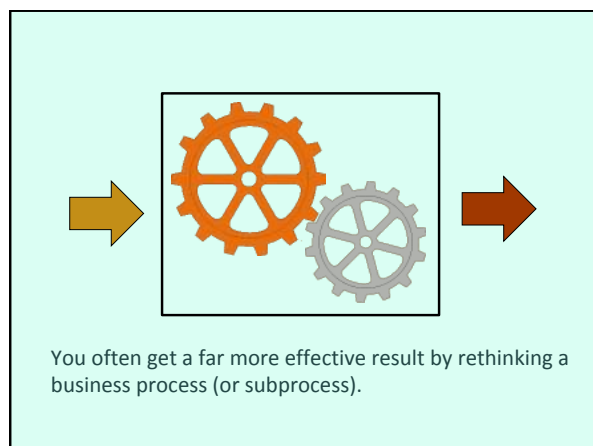 You often get a far more effective result by rethinking a
business process (or subprocess).